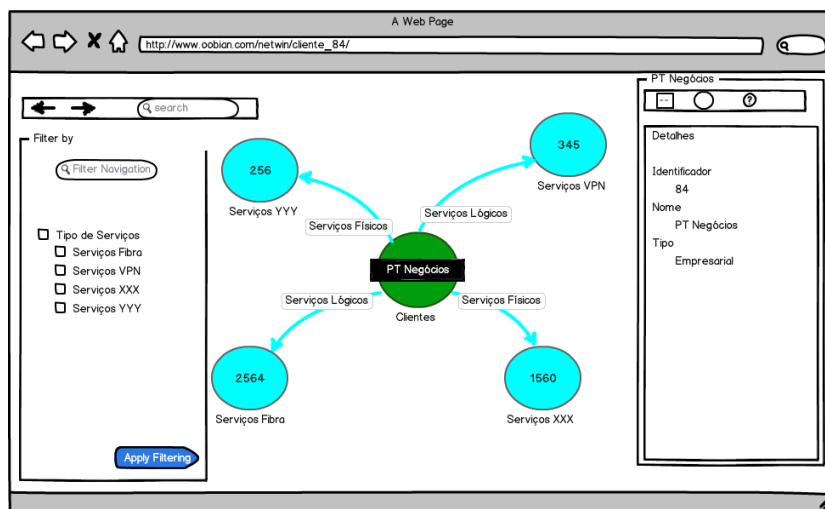 A Web Page
http://www.oobian.com/netwin/cliente_84/
search
Filter by
Filter Navigation
Tipo de Serviços
Serviços Fibra
Serviços VPN
Serviços XXX
Serviços YYY
Apply Filtering
256
Serviços YYY
345
Serviços VPN
Serviços Físicos
Serviços Lógicos
PT Negócios
Clientes
Serviços Lógicos
Serviços Físicos
2564
Serviços Fibra
1560
Serviços XXX
PT Negócios
--
?
Detalhes
Identificador
84
Nome
PT Negócios
Tipo
Empresarial